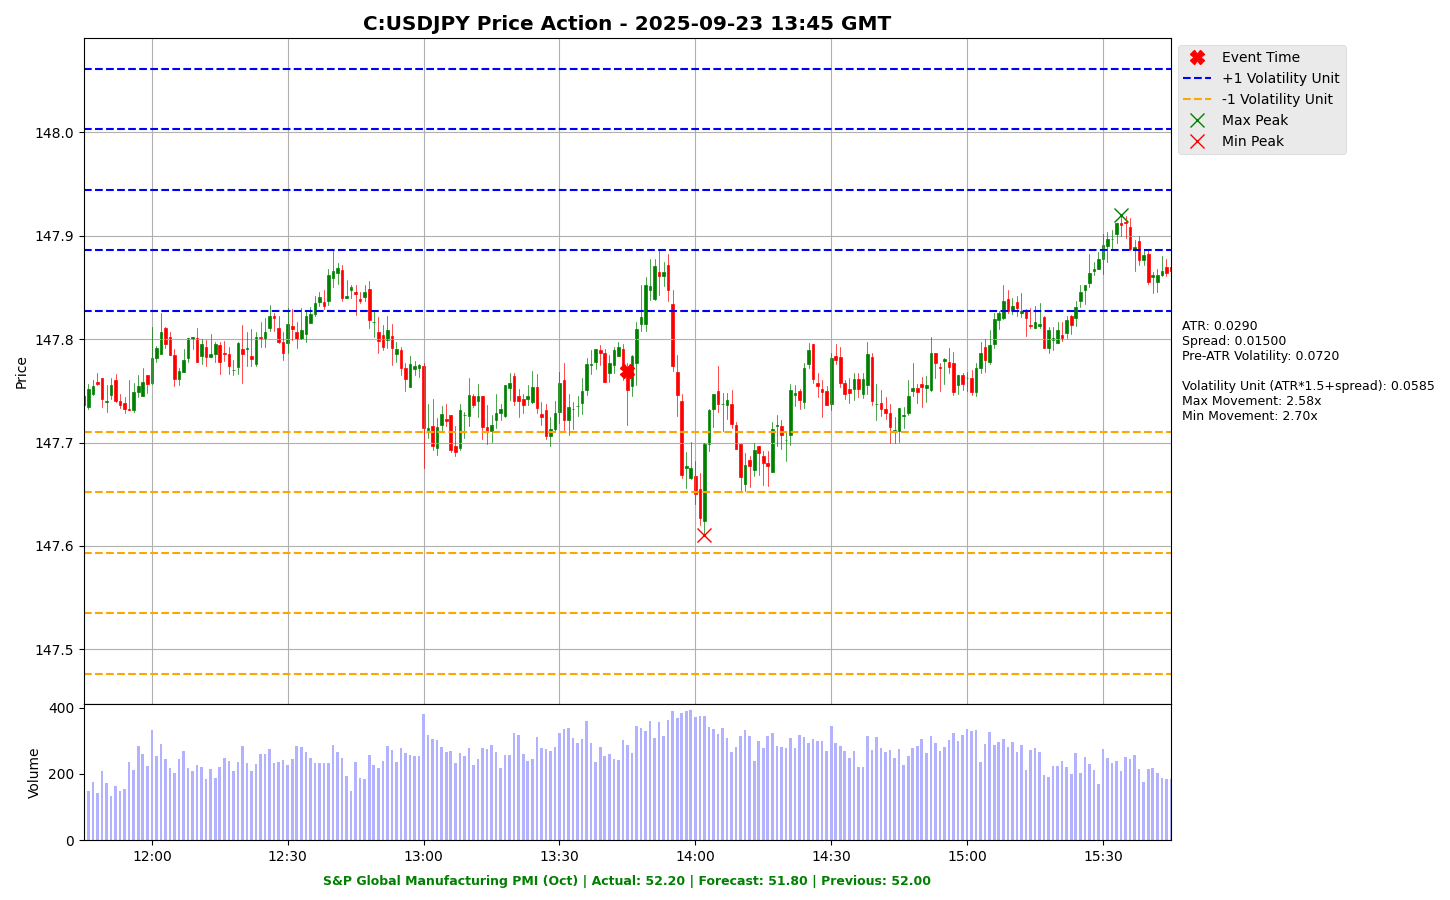 C:USDJPY Price Action - 2025-09-23 13:45 GMT
Event Time
+1 Volatility Unit
-1 Volatility Unit
Max Peak
Min Peak
Price
148.0
147.9
147.8
147.7
147.6
147.5
ATR: 0.0290
Spread: 0.01500
Pre-ATR Volatility: 0.0720
Volatility Unit (ATR*1.5+spread): 0.0585
Max Movement: 2.58x
Min Movement: 2.70x
Volume
400
200
0
12:00 12:30 13:00 13:30 14:00 14:30 15:00 15:30
S&P Global Manufacturing PMI (Oct) | Actual: 52.20 | Forecast: 51.80 | Previous: 52.00